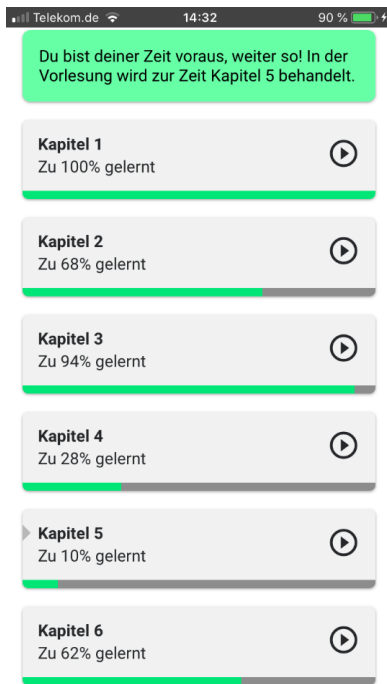 Telekom.de 14:32 90 %
Du bist deiner Zeit voraus, weiter so! In der
Vorlesung wird zur Zeit Kapitel 5 behandelt.
Kapitel 1
Zu 100% gelernt
Kapitel 2
Zu 68% gelernt
Kapitel 3
Zu 94% gelernt
Kapitel 4
Zu 28% gelernt
Kapitel 5
Zu 10% gelernt
Kapitel 6
Zu 62% gelernt